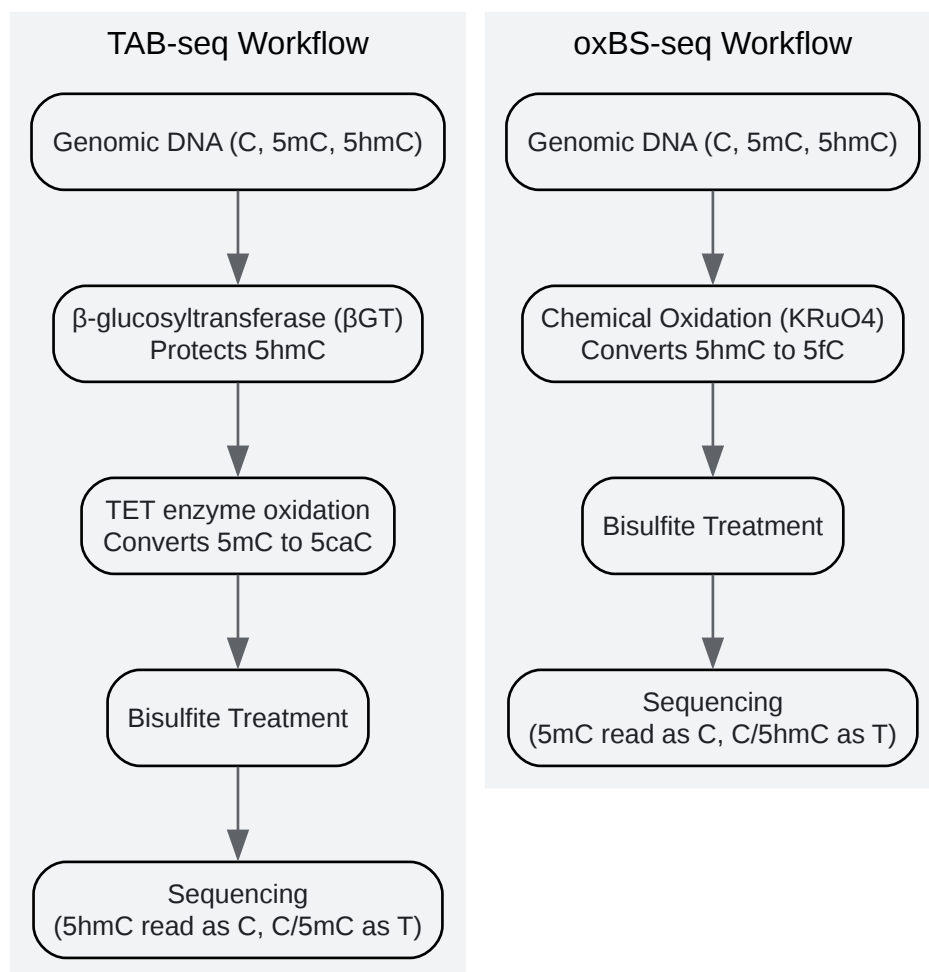 TAB-seq Workflow
Genomic DNA (C, 5mC, 5hmC)
β-glucosyltransferase (βGT)
Protects 5hmC
TET enzyme oxidation
Converts 5mC to 5caC
Bisulfite Treatment
Sequencing
(5hmC read as C, C/5mC as T)
oxBS-seq Workflow
Genomic DNA (C, 5mC, 5hmC)
Chemical Oxidation (KRuO4)
Converts 5hmC to 5fC
Bisulfite Treatment
Sequencing
(5mC read as C, C/5hmC as T)